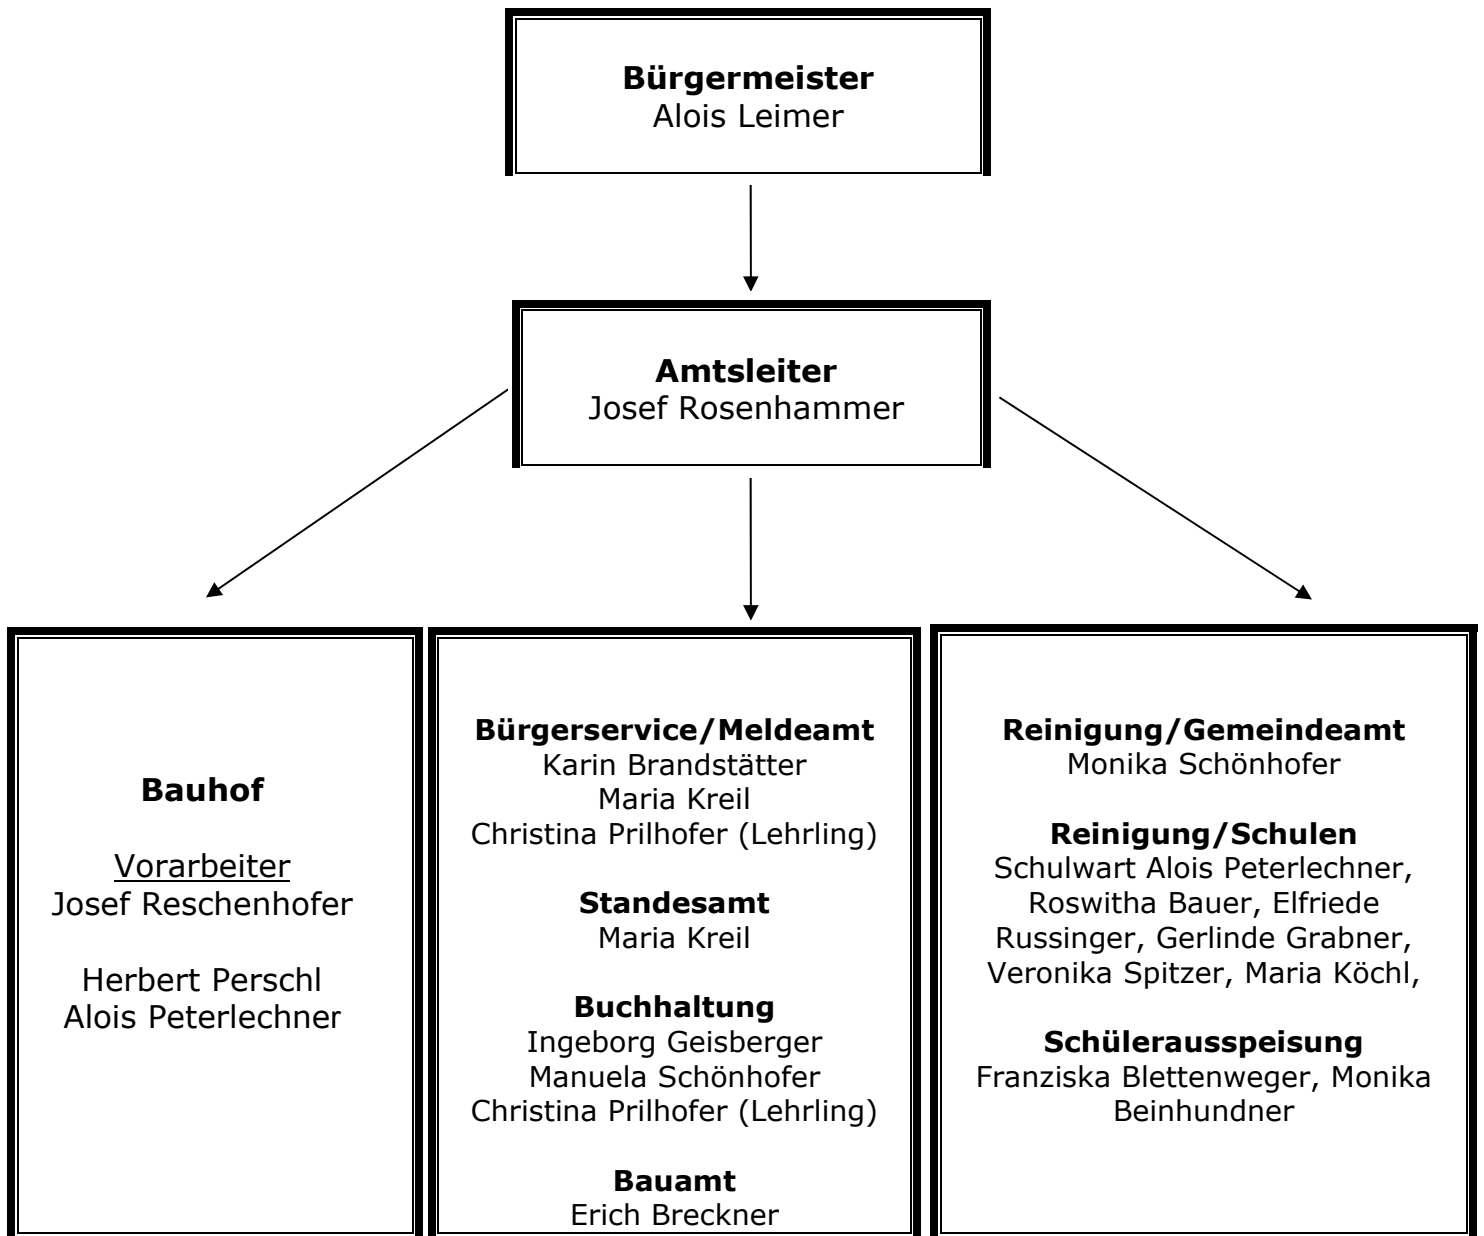 Bürgermeister
Alois Leimer
Amtsleiter
Josef Rosenhammer
Bauhof
Vorarbeiter
Josef Reschenhofer
Herbert Perschl
Alois Peterlechner
Bürgerservice/Meldeamt
Karin Brandstätter
Maria Kreil
Christina Prilhofer (Lehrling)
Standesamt
Maria Kreil
Buchhaltung
Ingeborg Geisberger
Manuela Schönhofer
Christina Prilhofer (Lehrling)
Bauamt
Erich Breckner
Reinigung/Gemeindeamt
Monika Schönhofer
Reinigung/Schulen
Schulwart Alois Peterlechner,
Roswitha Bauer, Elfriede
Russinger, Gerlinde Grabner,
Veronika Spitzer, Maria Köchl,
Schülerausspeisung
Franziska Blettenweger, Monika
Beinhundner